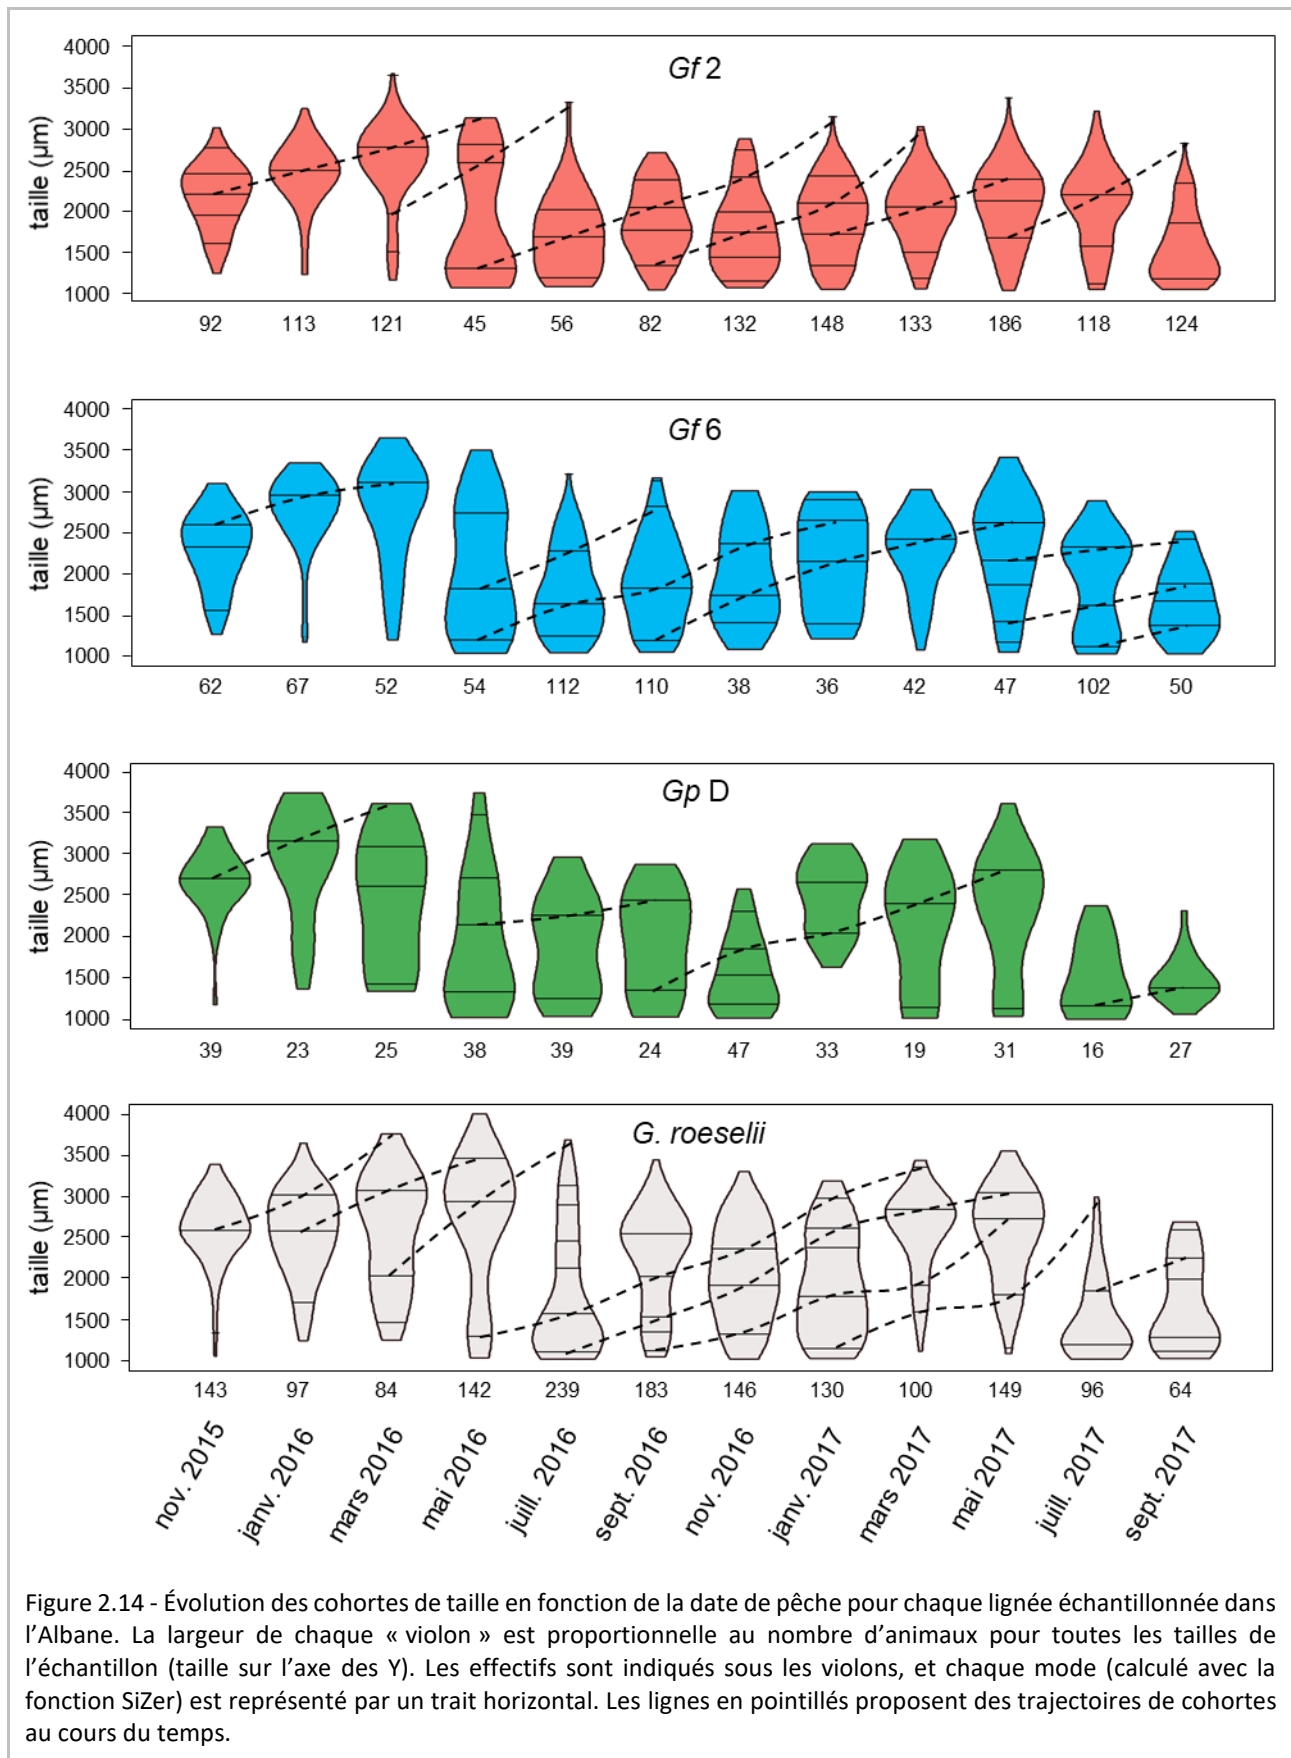 Gf 2
taille (µm)
4000
3500
3000
2500
2000
1500
1000
92 113 121 45 56 82 132 148 133 186 118 124
Gf 6
taille (µm)
4000
3500
3000
2500
2000
1500
1000
62 67 52 54 112 110 38 36 42 47 102 50
Gp D
taille (µm)
4000
3500
3000
2500
2000
1500
1000
39 23 25 38 39 24 47 33 19 31 16 27
G. roeselii
taille (µm)
4000
3500
3000
2500
2000
1500
1000
143 97 84 142 239 183 146 130 100 149 96 64
nov. 2015
janv. 2016
mars 2016
mai 2016
juill. 2016
sept. 2016
nov. 2016
janv. 2017
mars 2017
mai 2017
juill. 2017
sept. 2017
Figure 2.14 - Évolution des cohortes de taille en fonction de la date de pêche pour chaque lignée échantillonnée dans
l’Albane. La largeur de chaque « violon » est proportionnelle au nombre d’animaux pour toutes les tailles de
l’échantillon (taille sur l’axe des Y). Les effectifs sont indiqués sous les violons, et chaque mode (calculé avec la
fonction SiZer) est représenté par un trait horizontal. Les lignes en pointillés proposent des trajectoires de cohortes
au cours du temps.